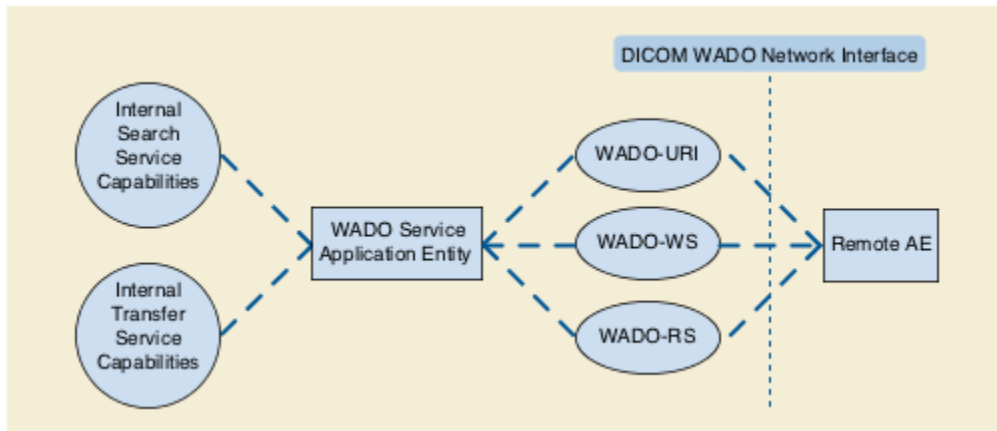 DICOM WADO Network Interface
Internal
Search
Service
Capabilities
WADO-URI
WADO Service
Application Entity
WADO-WS
Remote AE
Internal
Transfer
Service
Capabilities
WADO-RS